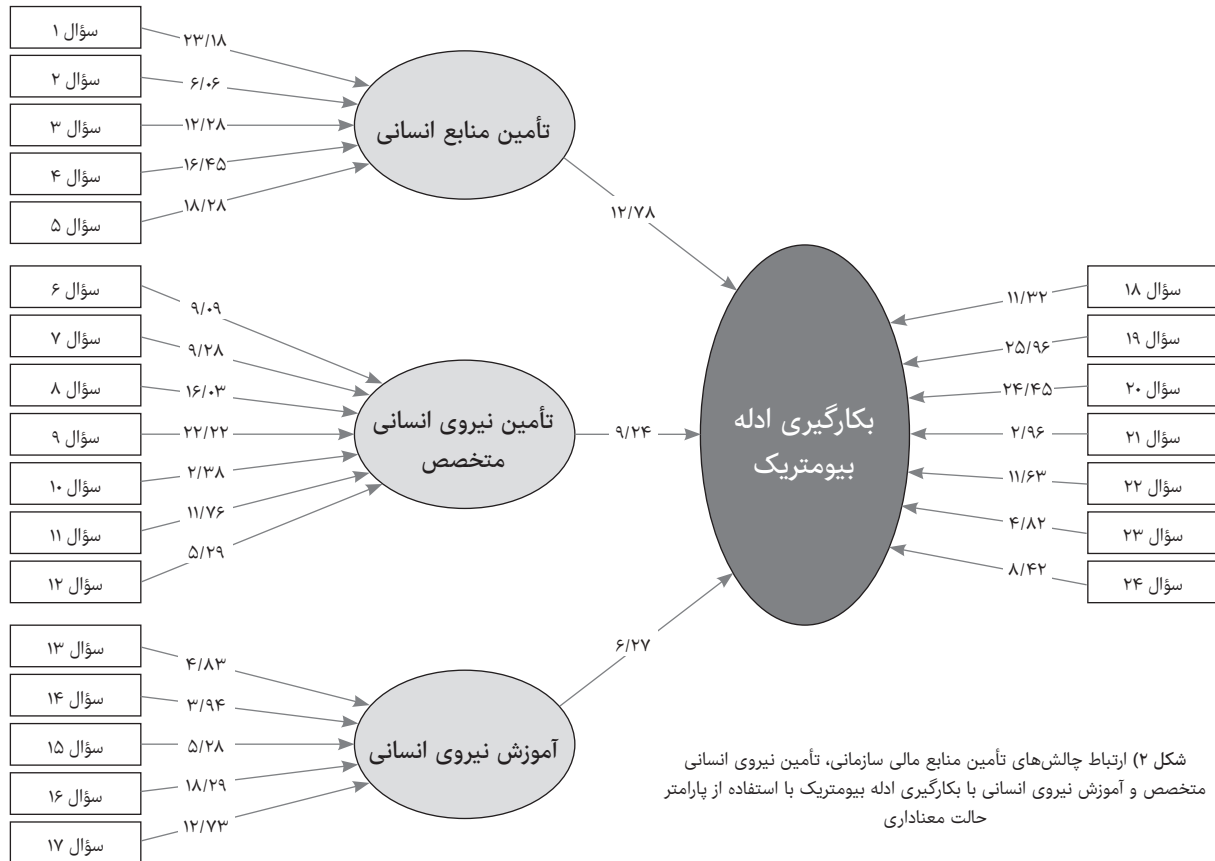 سؤال ۱
سؤال ۲
سؤال ۳
سؤال ۴
سؤال ۵
۲۳/۱۸
۶/۰۶
۱۲/۲۸
۱۶/۴۵
۱۸/۲۸
تأمین منابع انسانی
۱۲/۷۸
سؤال ۶
سؤال ۷
سؤال ۸
سؤال ۹
سؤال ۱۰
سؤال ۱۱
سؤال ۱۲
۹/۰۹
۹/۲۸
۱۶/۰۳
۲۲/۲۲
۲/۳۸
۱۱/۷۶
۵/۲۹
تأمین نیروی انسانی
متخصص
۹/۲۴
سؤال ۱۳
سؤال ۱۴
سؤال ۱۵
سؤال ۱۶
سؤال ۱۷
۴/۸۳
۳/۹۴
۵/۲۸
۱۸/۲۹
۱۲/۷۳
آموزش نیروی انسانی
۶/۲۷
بکارگیری ادله
بیومتریک
۱۱/۳۲
۲۵/۹۶
۲۴/۴۵
۲/۹۶
۱۱/۶۳
۴/۸۲
۸/۴۲
سؤال ۱۸
سؤال ۱۹
سؤال ۲۰
سؤال ۲۱
سؤال ۲۲
سؤال ۲۳
سؤال ۲۴
شکل ۲) ارتباط چالش‌های تأمین منابع مالی سازمانی، تأمین نیروی انسانی
متخصص و آموزش نیروی انسانی با بکارگیری ادله بیومتریک با استفاده از پارامتر
حالت معناداری